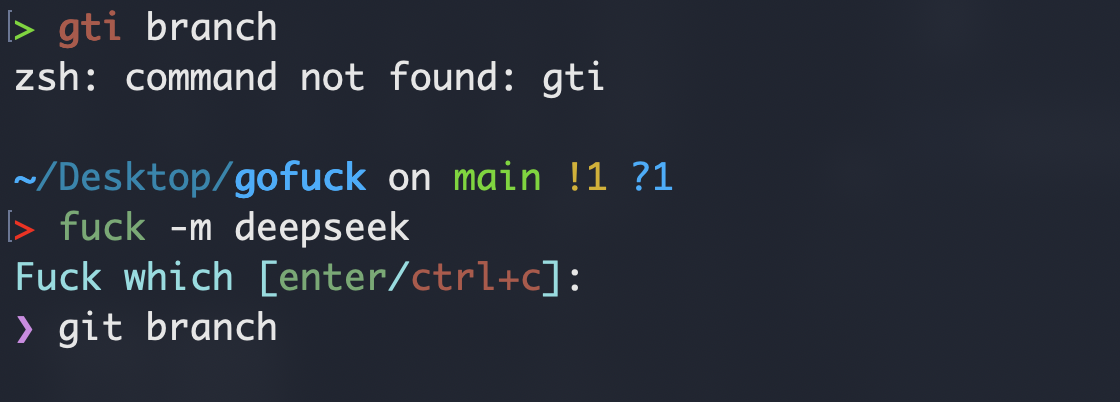 > gti branch
zsh: command not found: gti
~/Desktop/gofuck on main !1 ?1
> fuck -m deepseek
Fuck which [enter/ctrl+c]:
❯ git branch